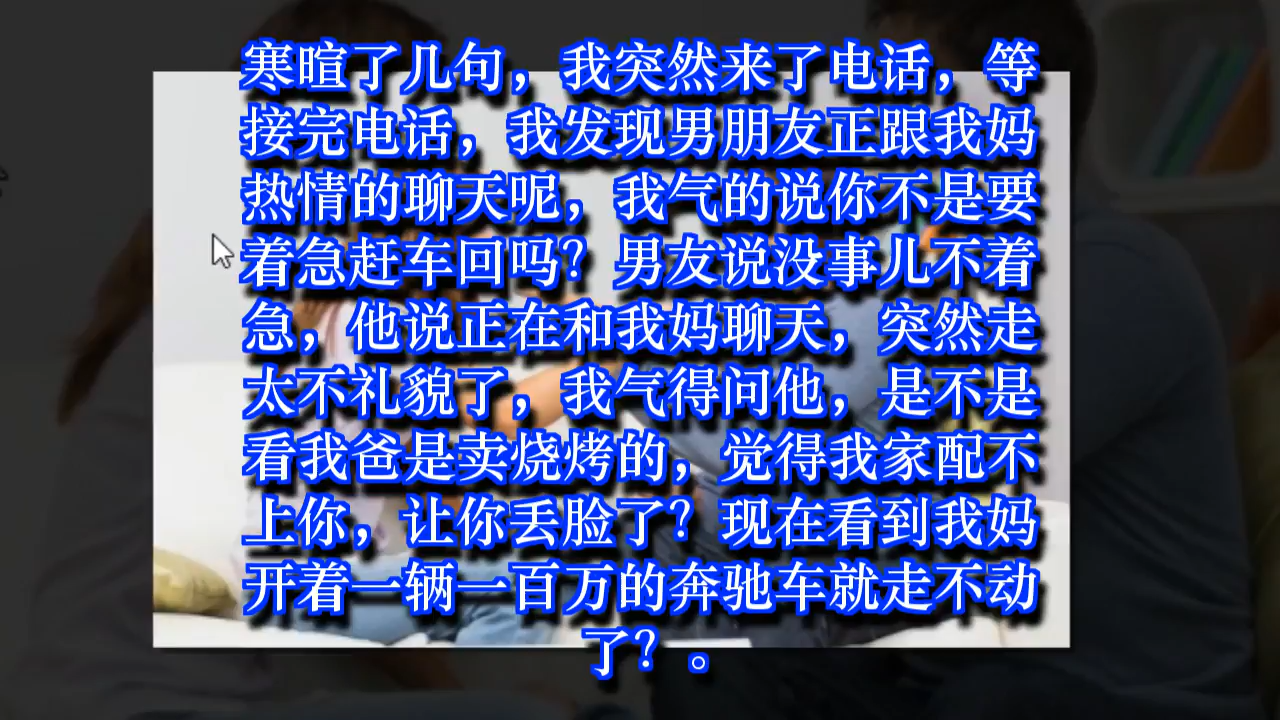 寒暄了几句，我突然来了电话，等
接完电话，我发现男朋友正跟我妈
热情的聊天呢，我气的说你不是要
着急赶车回吗？男友说没事儿不着
急，他说正在和我妈聊天，突然走
太不礼貌了，我气得问他，是不是
看我爸是卖烧烤的，觉得我家配不
上你，让你丢脸了？现在看到我妈
开着一辆一百万的奔驰车就走不动
了？。